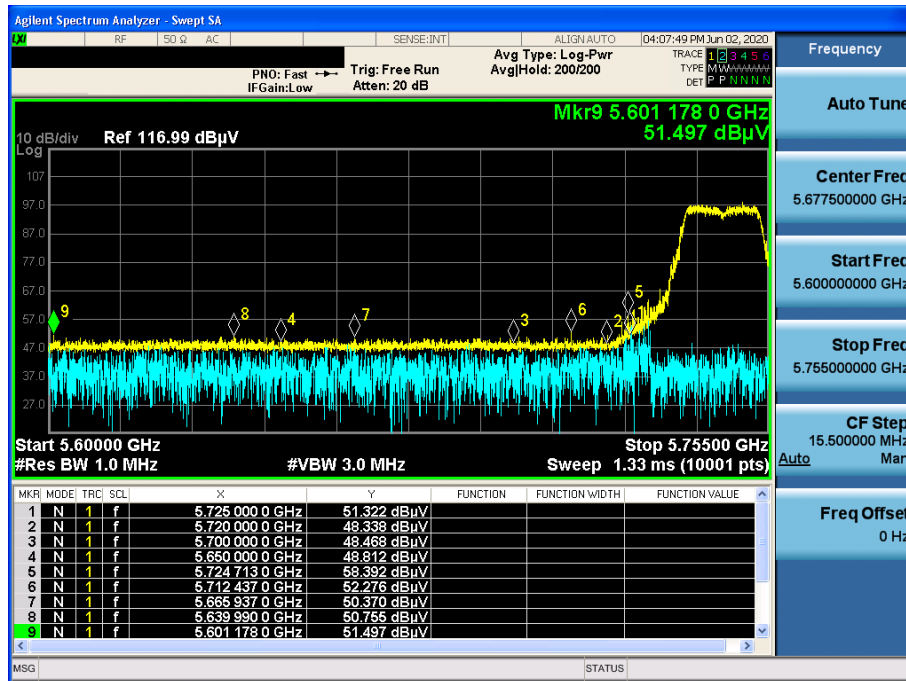 Agilent Spectrum Analyzer - Swept SA
LXI RF 50 Ω AC SENSE:INT ALIGN AUTO 04:07:49 PM Jun 02, 2020
PNO: Fast Trig: Free Run Avg Type: Log-Pwr TRACE 1 2 3 4 5 6
IFGain:Low Atten: 20 dB Avg|Hold: 200/200 TYPE MWWWWW
DET P P N N N N
Mkr9 5.601 178 0 GHz
51.497 dBµV
10 dB/div Ref 116.99 dBµV
Log
107
97.0
87.0
77.0
67.0
57.0
47.0
37.0
27.0
9 8 4 7 3 6 2 5 1
Start 5.60000 GHz Stop 5.75500 GHz
#Res BW 1.0 MHz #VBW 3.0 MHz Sweep 1.33 ms (10001 pts)
MKR MODE TRC SCL X Y FUNCTION FUNCTION WIDTH FUNCTION VALUE
1 N 1 f 5.725 000 0 GHz 51.322 dBµV
2 N 1 f 5.720 000 0 GHz 48.338 dBµV
3 N 1 f 5.700 000 0 GHz 48.468 dBµV
4 N 1 f 5.650 000 0 GHz 48.812 dBµV
5 N 1 f 5.724 713 0 GHz 58.392 dBµV
6 N 1 f 5.712 437 0 GHz 52.276 dBµV
7 N 1 f 5.665 937 0 GHz 50.370 dBµV
8 N 1 f 5.639 990 0 GHz 50.755 dBµV
9 N 1 f 5.601 178 0 GHz 51.497 dBµV
MSG STATUS
Frequency
Auto Tune
Center Freq
5.677500000 GHz
Start Freq
5.600000000 GHz
Stop Freq
5.755000000 GHz
CF Step
15.500000 MHz
Auto Man
Freq Offset
0 Hz